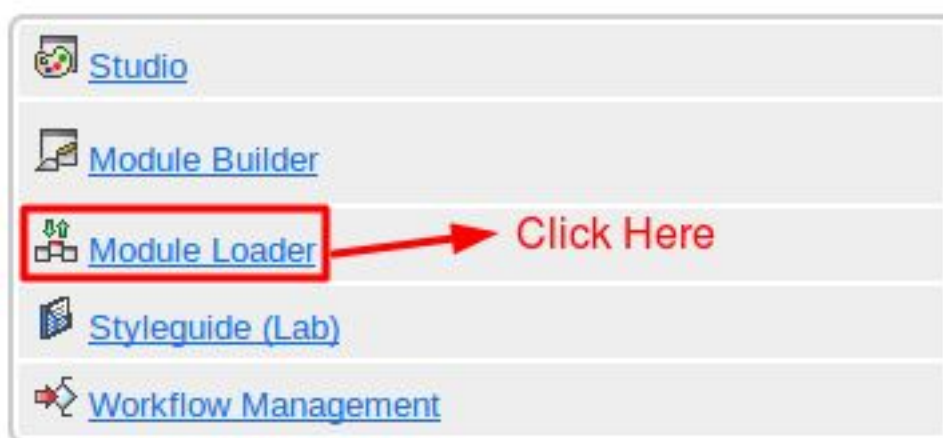 Studio
Module Builder
Module Loader Click Here
Styleguide (Lab)
Workflow Management